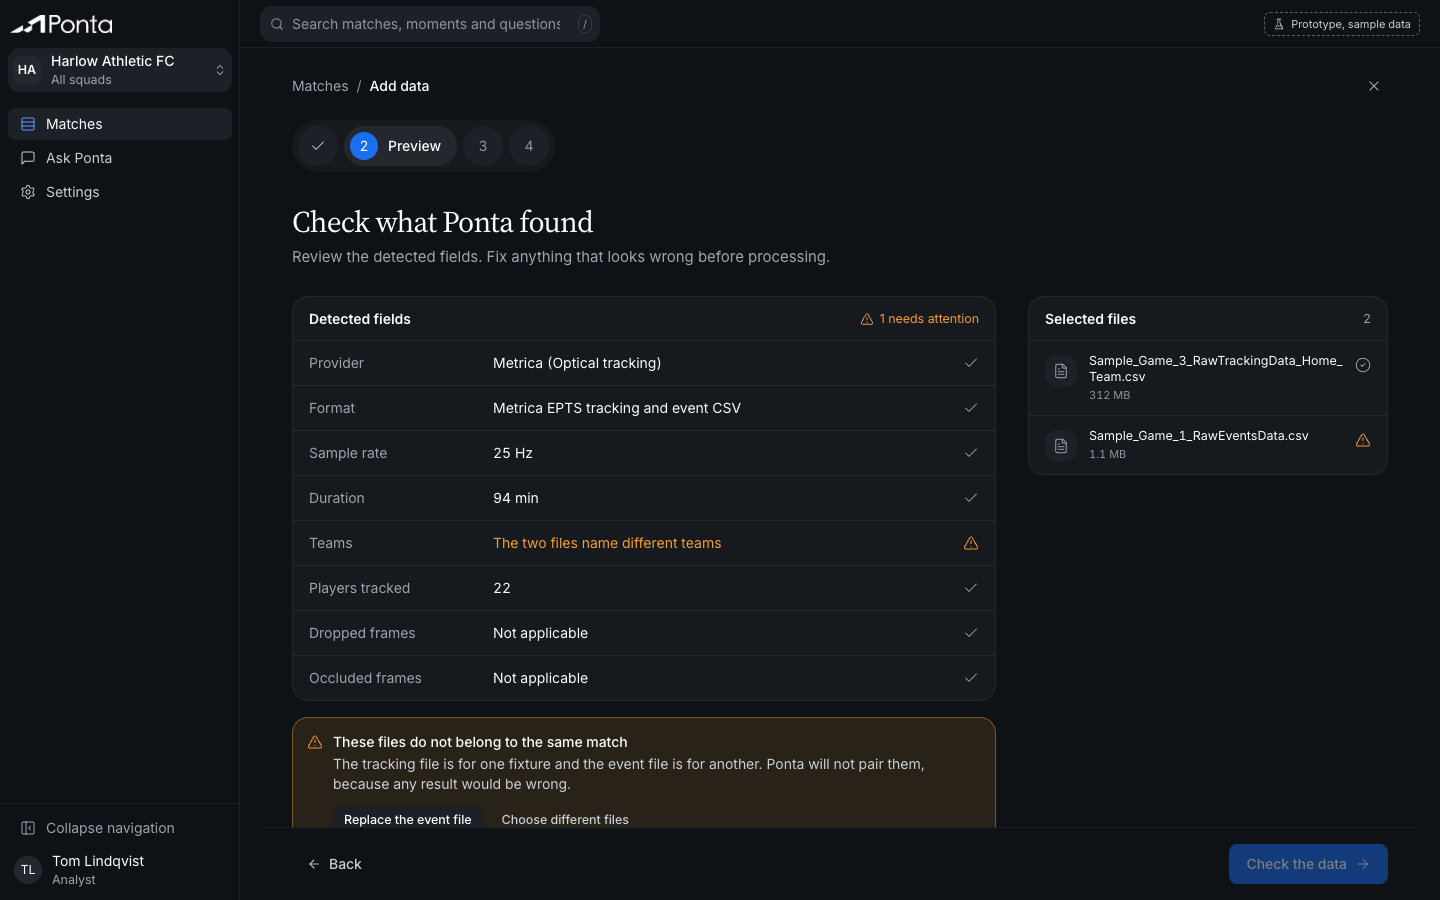 Ponta
Search matches, moments and questions
/
Prototype, sample data
HA
Harlow Athletic FC
All squads
Matches
Ask Ponta
Settings
Matches / Add data
2 Preview 3 4
Check what Ponta found
Review the detected fields. Fix anything that looks wrong before processing.
Detected fields
1 needs attention
Provider Metrica (Optical tracking)
Format Metrica EPTS tracking and event CSV
Sample rate 25 Hz
Duration 94 min
Teams The two files name different teams
Players tracked 22
Dropped frames Not applicable
Occluded frames Not applicable
Selected files 2
Sample_Game_3_RawTrackingData_Home_
Team.csv
312 MB
Sample_Game_1_RawEventsData.csv
1.1 MB
These files do not belong to the same match
The tracking file is for one fixture and the event file is for another. Ponta will not pair them,
because any result would be wrong.
Replace the event file Choose different files
Collapse navigation
TL
Tom Lindqvist
Analyst
Back
Check the data